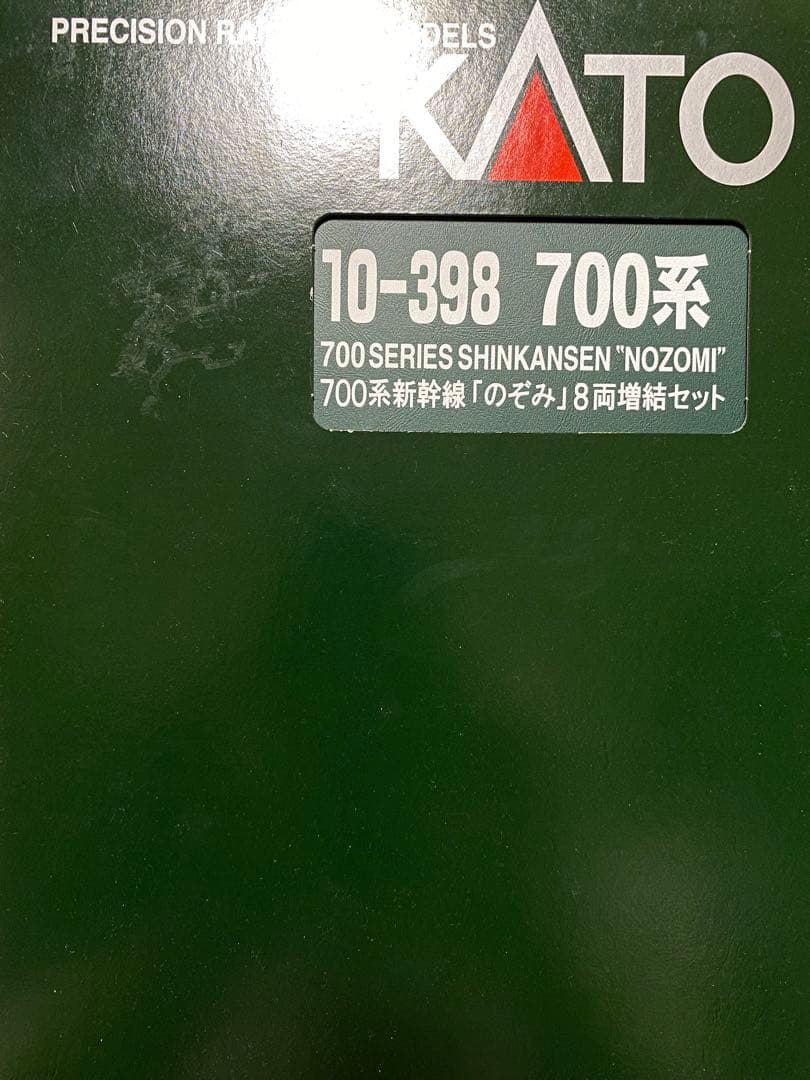 PRECISION
KATO
10-398 700系
700 SERIES SHINKANSEN "NOZOMI"
700系新幹線「のぞみ」8両増結セット